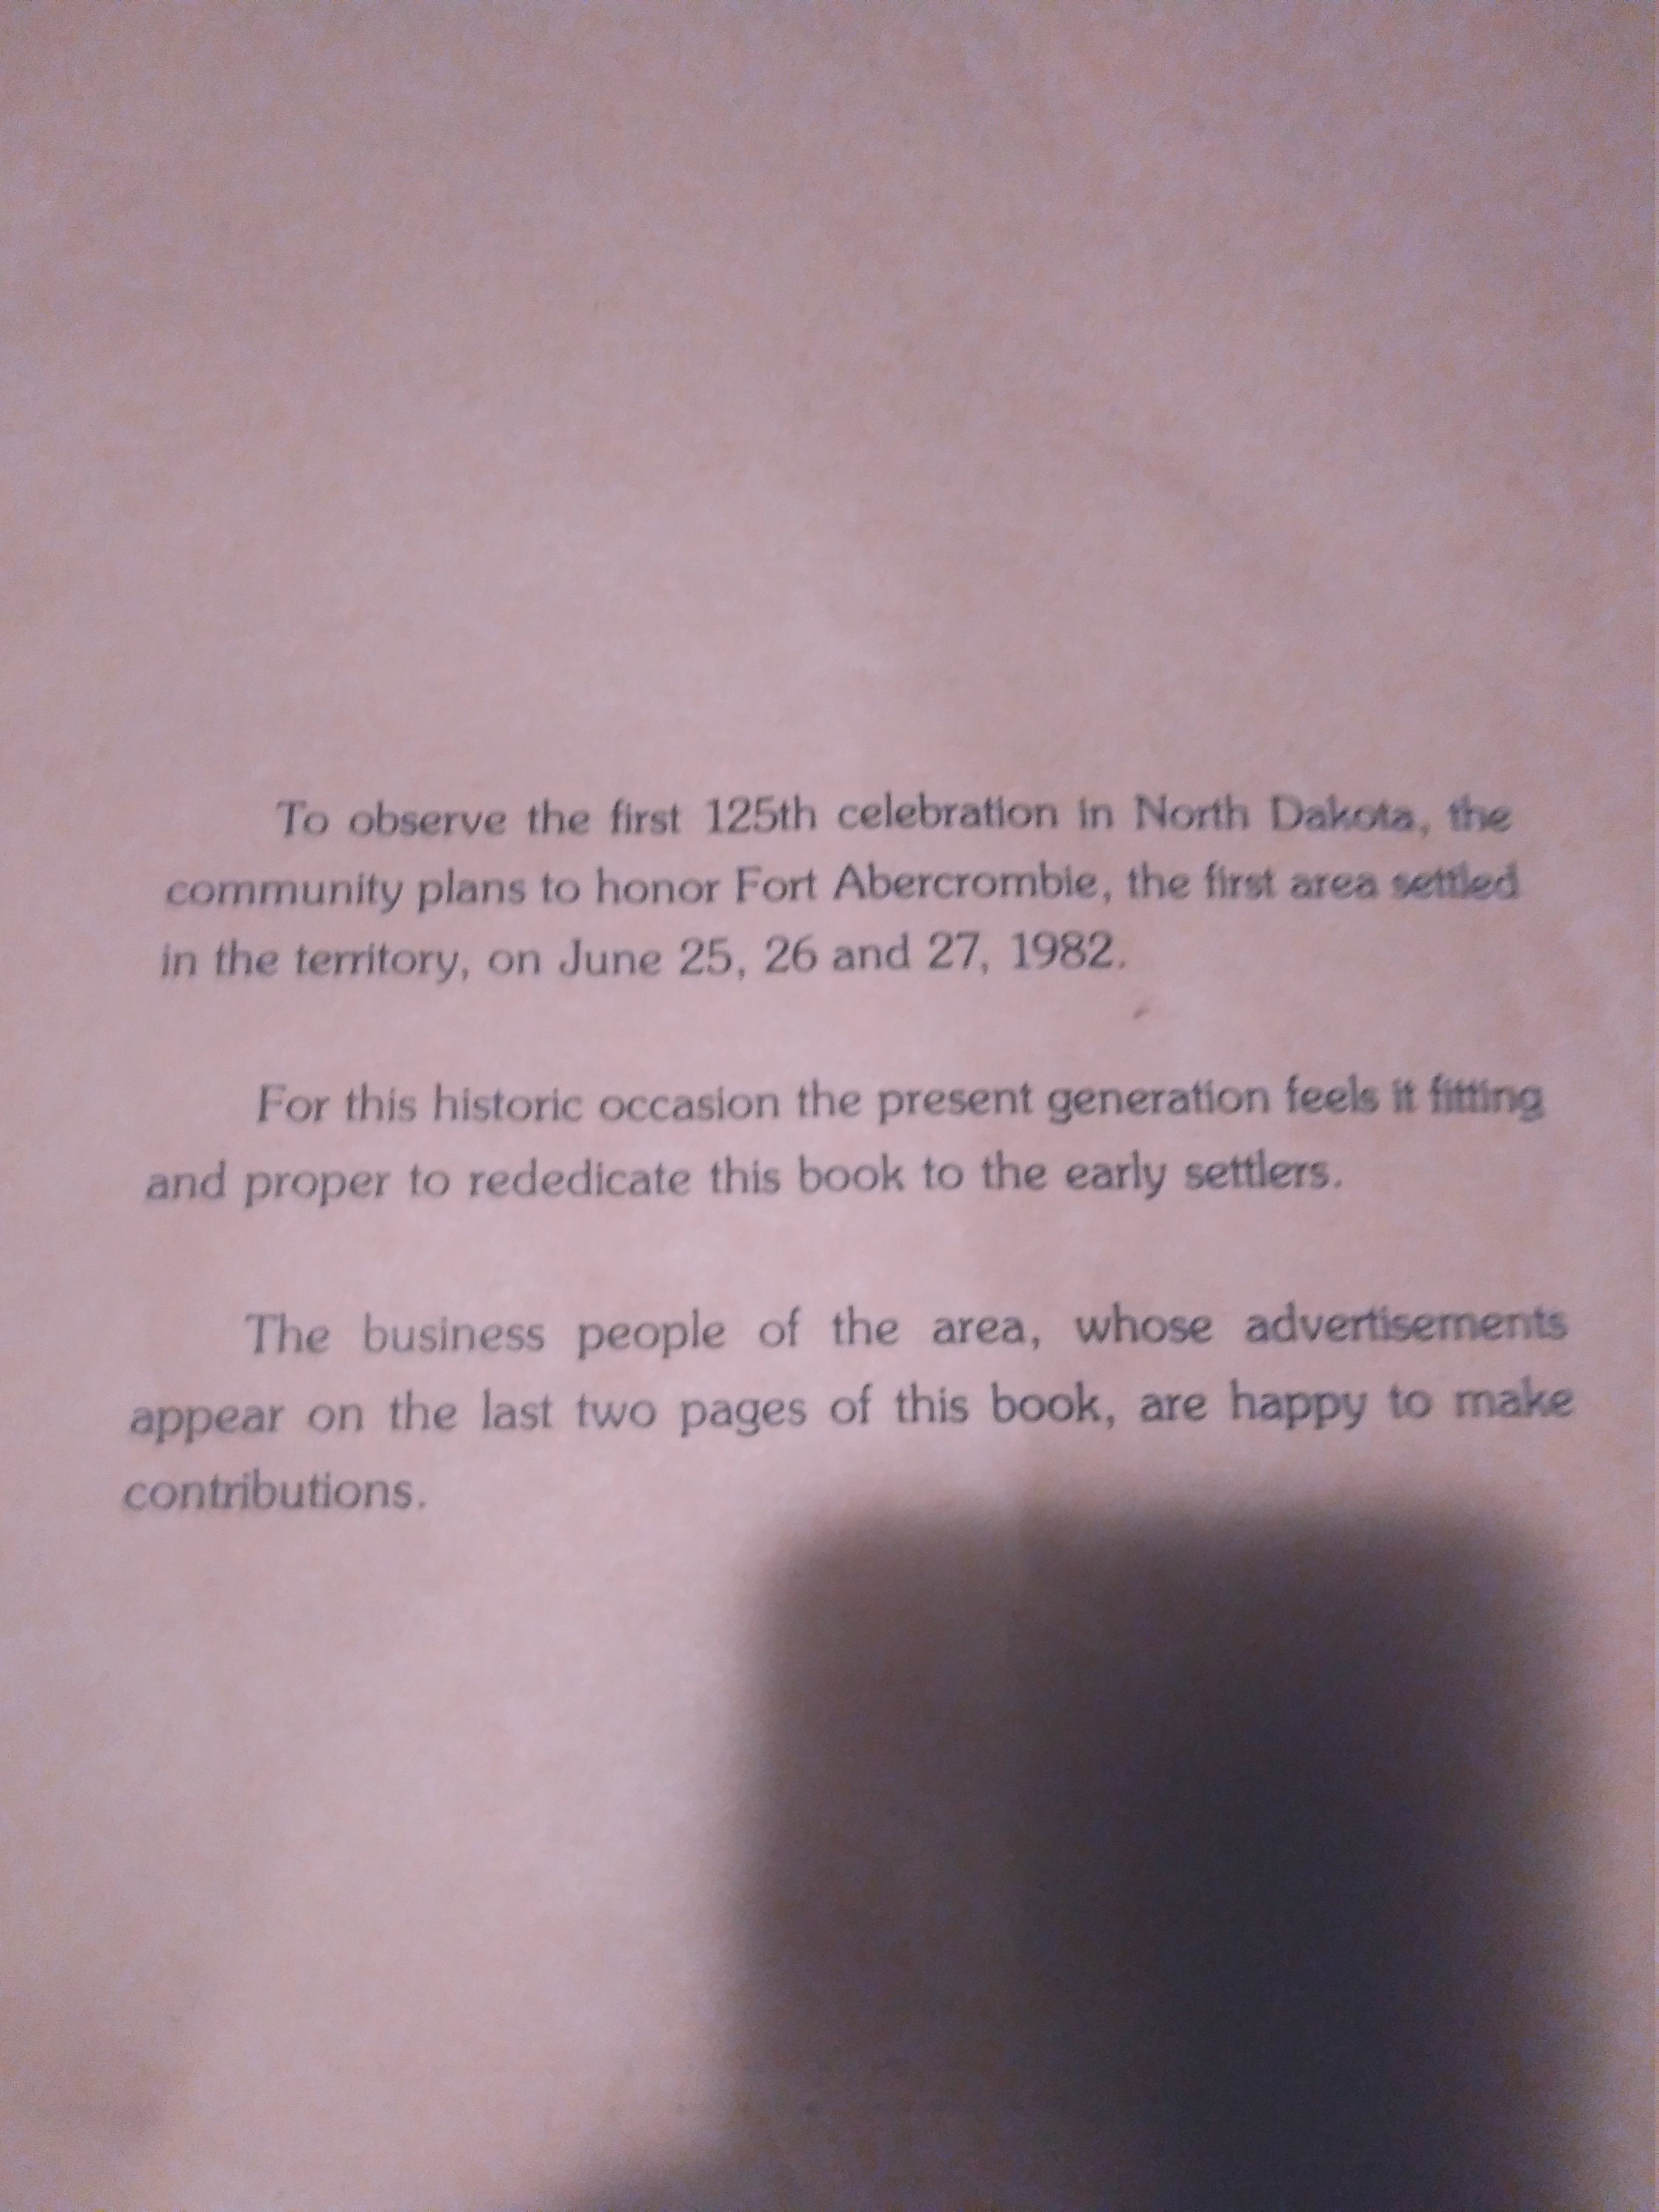 To observe the first 125th celebration in North Dakota, the
community plans to honor Fort Abercrombie, the first area settled
in the territory, on June 25, 26 and 27, 1982.
For this historic occasion the present generation feels it fitting
and proper to rededicate this book to the early settlers.
The business people of the area, whose advertisements
appear on the last two pages of this book, are happy to make
contributions.